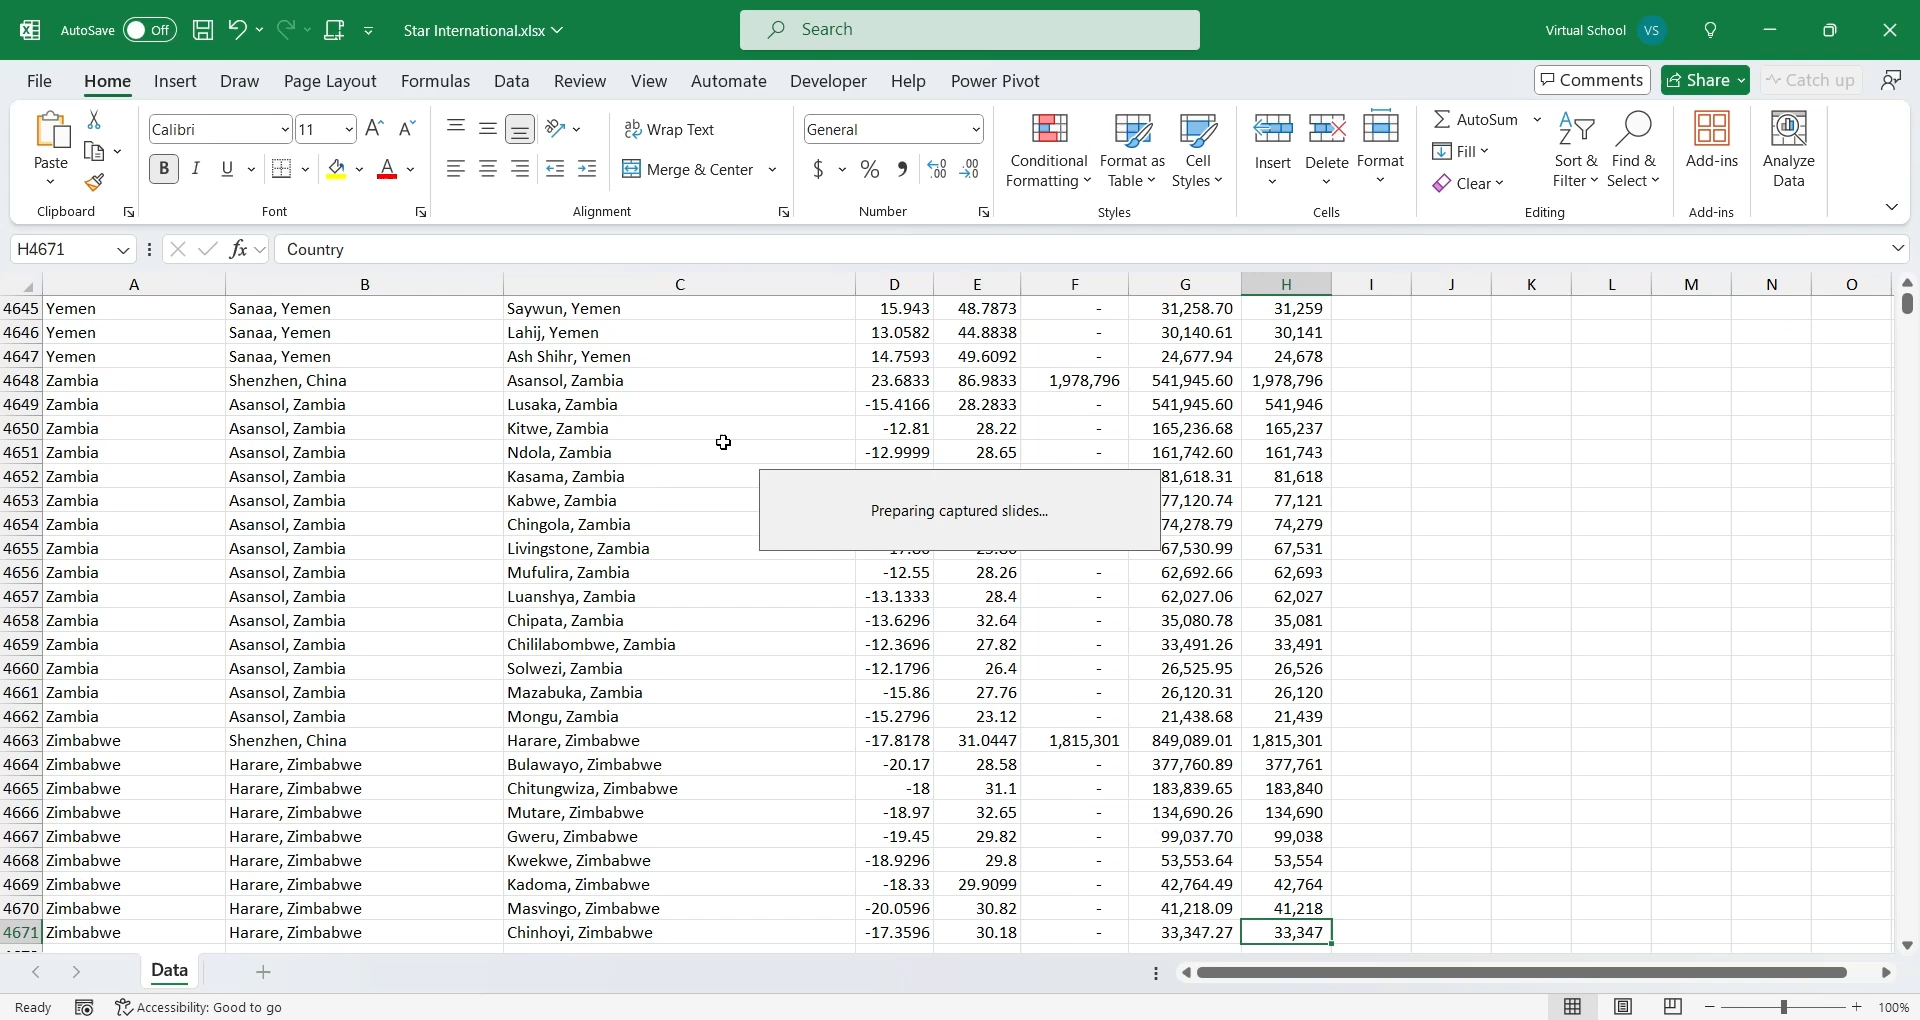 AutoSave Off Star International.xlsx Search Virtual School VS
File Home Insert Draw Page Layout Formulas Data Review View Automate Developer Help Power Pivot Comments Share Catch up
Paste
Clipboard
Calibri 11
B I U
Font
Wrap Text
Merge & Center
Alignment
General
$ % ,
Number
Conditional Formatting
Format as Table
Cell Styles
Styles
Insert Delete Format
Cells
AutoSum
Fill
Clear
Sort & Filter
Find & Select
Editing
Add-ins
Add-ins
Analyze Data
H4671 fx Country
A B C D E F G H I J K L M N O
4645 Yemen Sanaa, Yemen Saywun, Yemen 15.943 48.7873 - 31,258.70 31,259
4646 Yemen Sanaa, Yemen Lahij, Yemen 13.0582 44.8838 - 30,140.61 30,141
4647 Yemen Sanaa, Yemen Ash Shihr, Yemen 14.7593 49.6092 - 24,677.94 24,678
4648 Zambia Shenzhen, China Asansol, Zambia 23.6833 86.9833 1,978,796 541,945.60 1,978,796
4649 Zambia Asansol, Zambia Lusaka, Zambia -15.4166 28.2833 - 541,945.60 541,946
4650 Zambia Asansol, Zambia Kitwe, Zambia -12.81 28.22 - 165,236.68 165,237
4651 Zambia Asansol, Zambia Ndola, Zambia -12.9999 28.65 - 161,742.60 161,743
4652 Zambia Asansol, Zambia Kasama, Zambia 81,618.31 81,618
4653 Zambia Asansol, Zambia Kabwe, Zambia 77,120.74 77,121
Preparing captured slides...
4654 Zambia Asansol, Zambia Chingola, Zambia 74,278.79 74,279
4655 Zambia Asansol, Zambia Livingstone, Zambia 67,530.99 67,531
4656 Zambia Asansol, Zambia Mufulira, Zambia -12.55 28.26 - 62,692.66 62,693
4657 Zambia Asansol, Zambia Luanshya, Zambia -13.1333 28.4 - 62,027.06 62,027
4658 Zambia Asansol, Zambia Chipata, Zambia -13.6296 32.64 - 35,080.78 35,081
4659 Zambia Asansol, Zambia Chililabombwe, Zambia -12.3696 27.82 - 33,491.26 33,491
4660 Zambia Asansol, Zambia Solwezi, Zambia -12.1796 26.4 - 26,525.95 26,526
4661 Zambia Asansol, Zambia Mazabuka, Zambia -15.86 27.76 - 26,120.31 26,120
4662 Zambia Asansol, Zambia Mongu, Zambia -15.2796 23.12 - 21,438.68 21,439
4663 Zimbabwe Shenzhen, China Harare, Zimbabwe -17.8178 31.0447 1,815,301 849,089.01 1,815,301
4664 Zimbabwe Harare, Zimbabwe Bulawayo, Zimbabwe -20.17 28.58 - 377,760.89 377,761
4665 Zimbabwe Harare, Zimbabwe Chitungwiza, Zimbabwe -18 31.1 - 183,839.65 183,840
4666 Zimbabwe Harare, Zimbabwe Mutare, Zimbabwe -18.97 32.65 - 134,690.26 134,690
4667 Zimbabwe Harare, Zimbabwe Gweru, Zimbabwe -19.45 29.82 - 99,037.70 99,038
4668 Zimbabwe Harare, Zimbabwe Kwekwe, Zimbabwe -18.9296 29.8 - 53,553.64 53,554
4669 Zimbabwe Harare, Zimbabwe Kadoma, Zimbabwe -18.33 29.9099 - 42,764.49 42,764
4670 Zimbabwe Harare, Zimbabwe Masvingo, Zimbabwe -20.0596 30.82 - 41,218.09 41,218
4671 Zimbabwe Harare, Zimbabwe Chinhoyi, Zimbabwe -17.3596 30.18 - 33,347.27 33,347
Data
Ready Accessibility: Good to go 100%